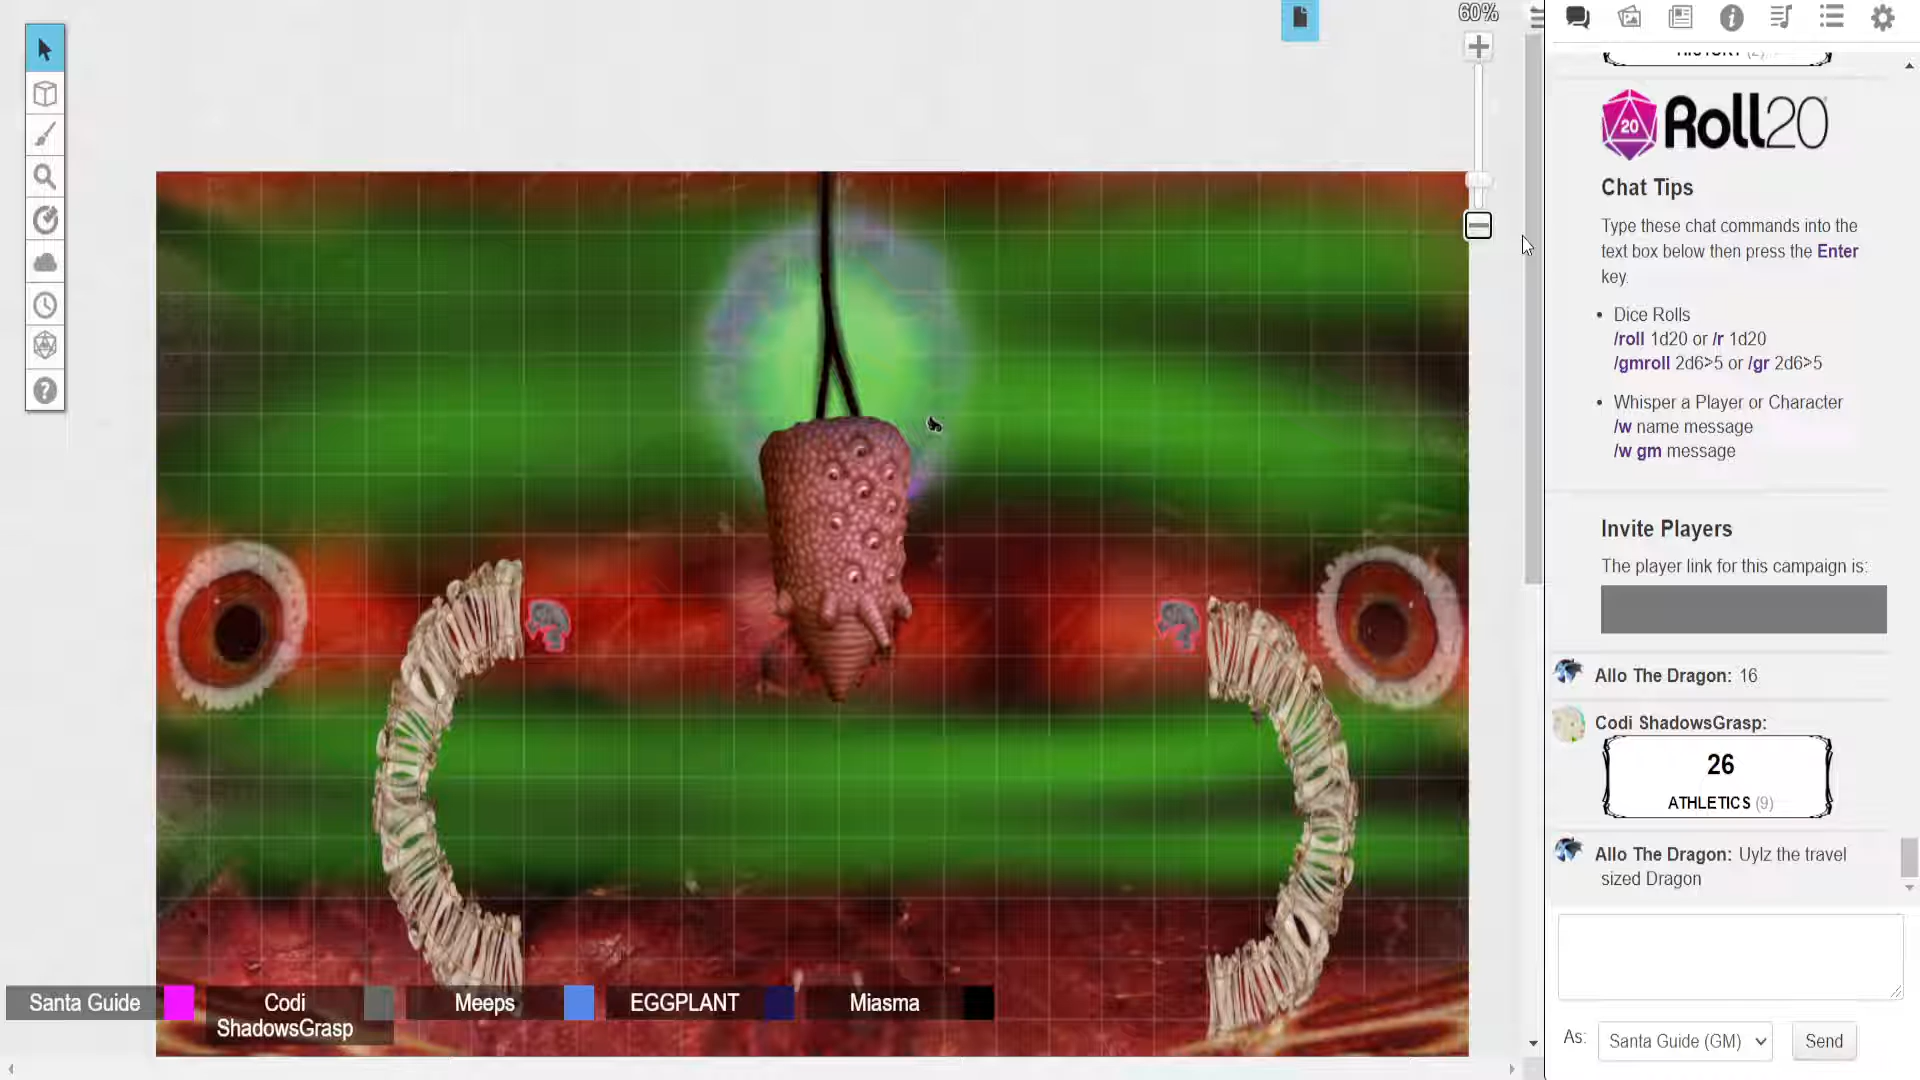 60%
HISTORY (2)
20
Roll20
Chat Tips
Type these chat commands into the
text box below then press the Enter
key.
• Dice Rolls
/roll 1d20 or /r 1d20
/gmroll 2d6>5 or /gr 2d6>5
• Whisper a Player or Character
/w name message
/w gm message
Invite Players
The player link for this campaign is:
Allo The Dragon: 16
Codi ShadowsGrasp:
26
ATHLETICS (9)
Allo The Dragon: Uylz the travel
sized Dragon
As: Santa Guide (GM) Send
Santa Guide
Codi
ShadowsGrasp
Meeps
EGGPLANT
Miasma